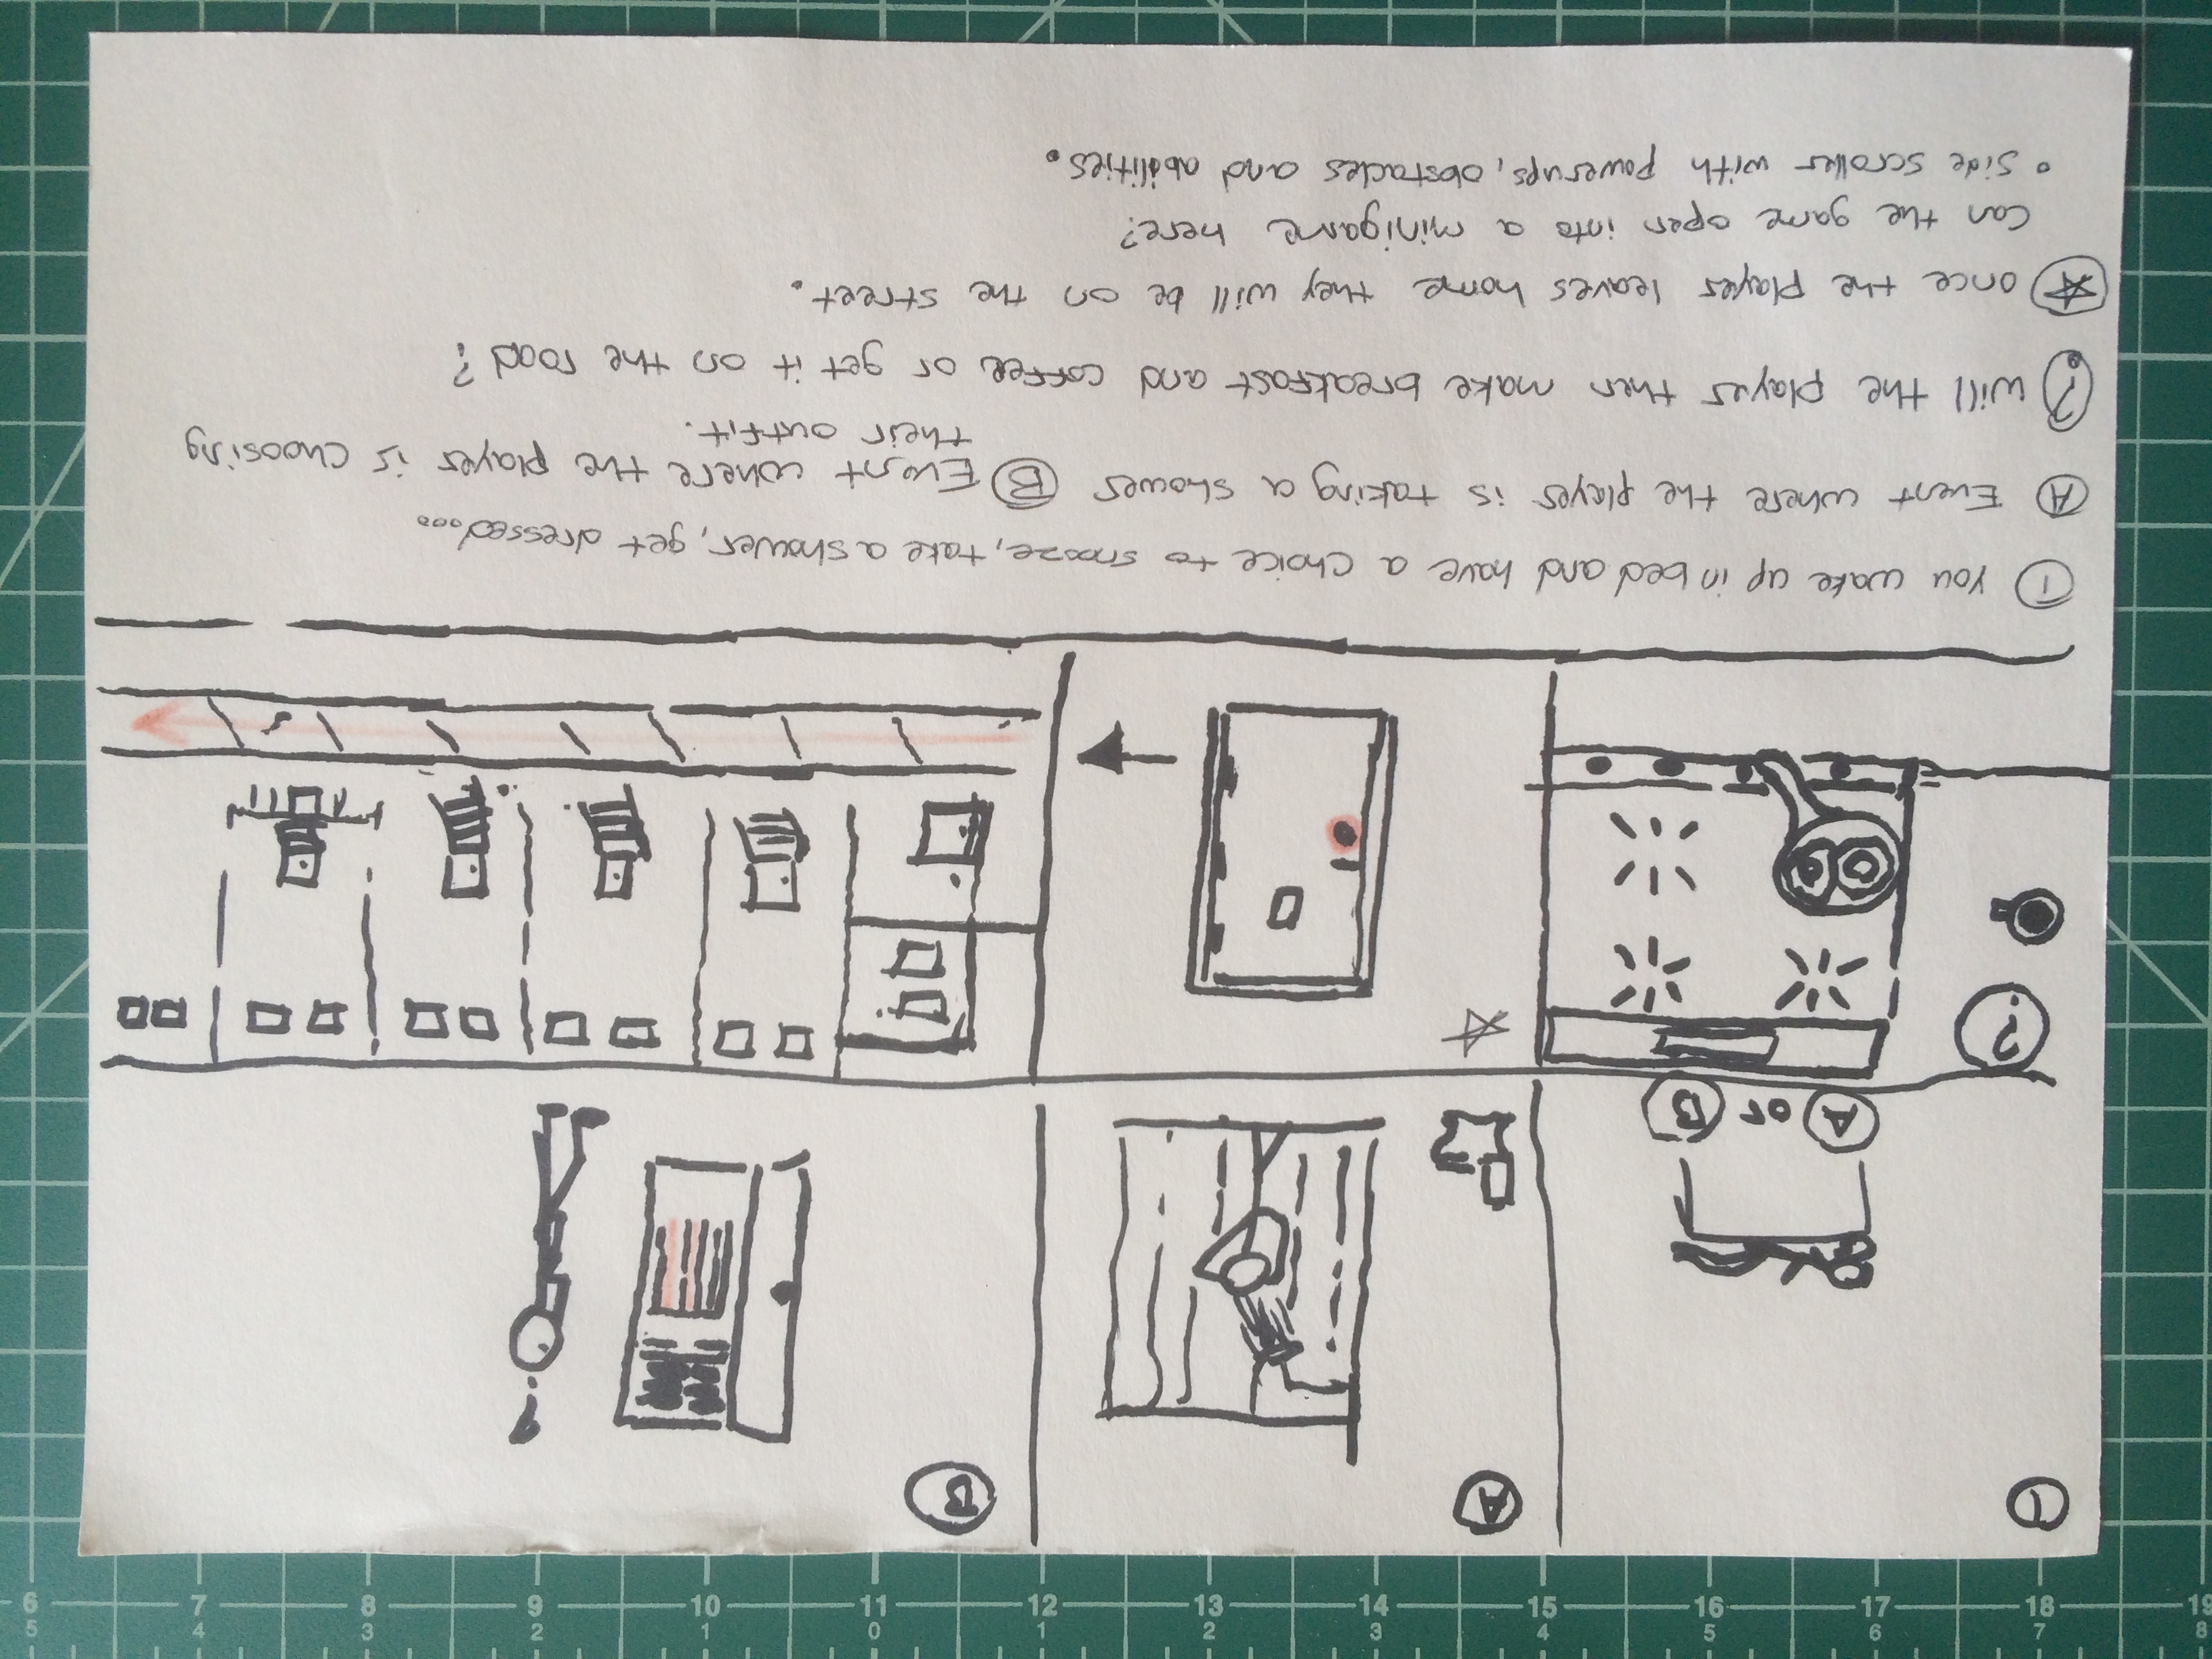 8 7 6 5 4 3 2 1 0 1 2 3 4 5
19 18 17 16 15 14 13 12 11 10 9 8 7 6
1
A
B
?
A or B
?
1 You wake up in bed and have a choice to snooze, take a shower, get dressed...
A Event where the player is taking a shower
B Event where the player is choosing
their outfit.
? will the player then make breakfast and coffee or get it on the road?
☆ once the player leaves home they will be on the street.
Can the game open into a minigame here?
• Side scroller with powerups, obstacles and abilities.